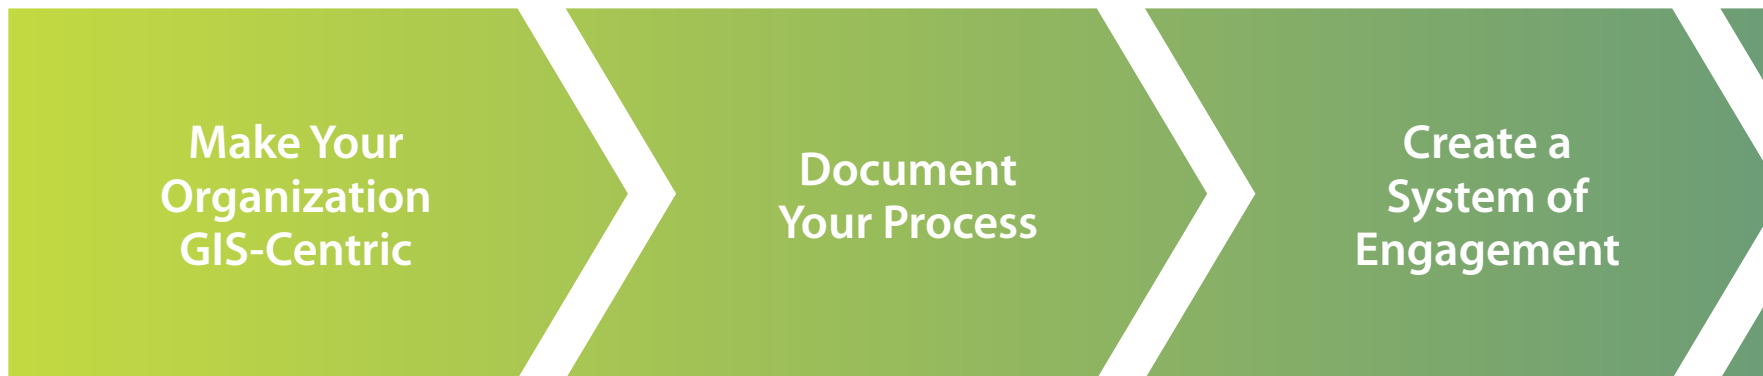 Make Your
Organization
GIS-Centric
Document
Your Process
Create a
System of
Engagement